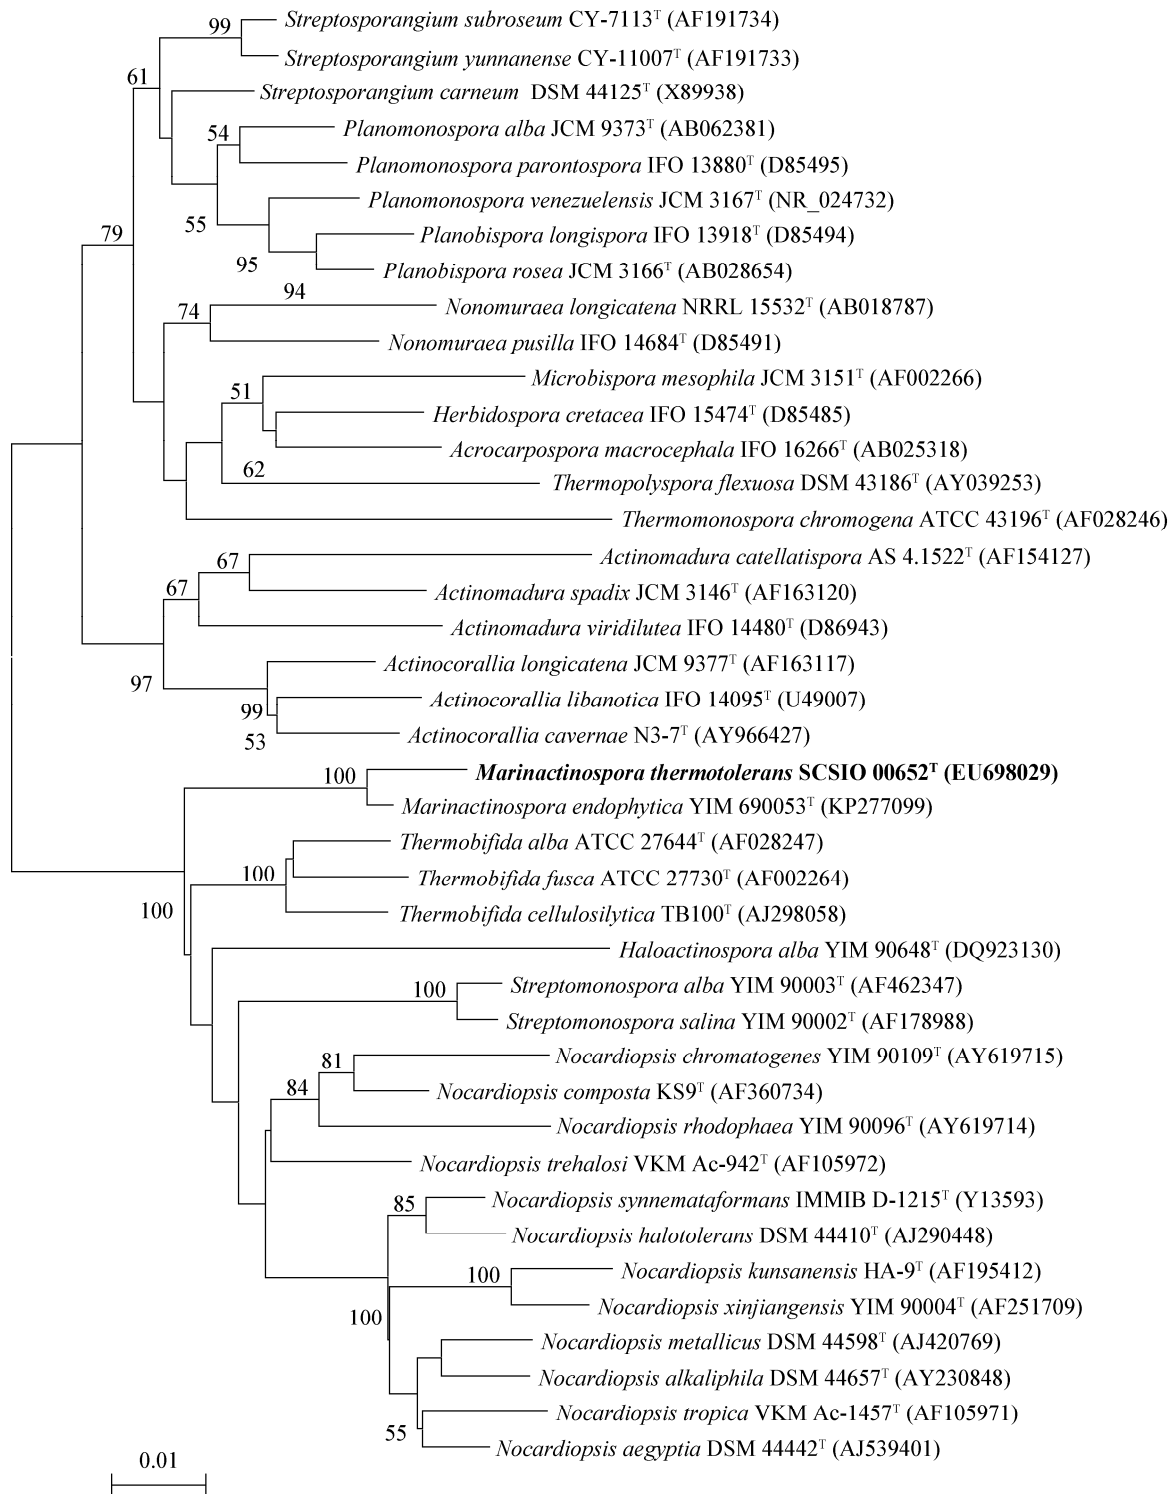 99
Streptosporangium subroseum CY-7113ᵀ (AF191734)
Streptosporangium yunnanense CY-11007ᵀ (AF191733)
61
Streptosporangium carneum DSM 44125ᵀ (X89938)
54
Planomonospora alba JCM 9373ᵀ (AB062381)
Planomonospora parontospora IFO 13880ᵀ (D85495)
Planomonospora venezuelensis JCM 3167ᵀ (NR_024732)
55
79
Planobispora longispora IFO 13918ᵀ (D85494)
95
Planobispora rosea JCM 3166ᵀ (AB028654)
94
74
Nonomuraea longicatena NRRL 15532ᵀ (AB018787)
Nonomuraea pusilla IFO 14684ᵀ (D85491)
Microbispora mesophila JCM 3151ᵀ (AF002266)
51
Herbidospora cretacea IFO 15474ᵀ (D85485)
Acrocarpospora macrocephala IFO 16266ᵀ (AB025318)
62
Thermopolyspora flexuosa DSM 43186ᵀ (AY039253)
Thermomonospora chromogena ATCC 43196ᵀ (AF028246)
67
Actinomadura catellatispora AS 4.1522ᵀ (AF154127)
67
Actinomadura spadix JCM 3146ᵀ (AF163120)
Actinomadura viridilutea IFO 14480ᵀ (D86943)
Actinocorallia longicatena JCM 9377ᵀ (AF163117)
97
Actinocorallia libanotica IFO 14095ᵀ (U49007)
99
Actinocorallia cavernae N3-7ᵀ (AY966427)
53
100
Marinactinospora thermotolerans SCSIO 00652ᵀ (EU698029)
Marinactinospora endophytica YIM 690053ᵀ (KP277099)
Thermobifida alba ATCC 27644ᵀ (AF028247)
100
Thermobifida fusca ATCC 27730ᵀ (AF002264)
100
Thermobifida cellulosilytica TB100ᵀ (AJ298058)
Haloactinospora alba YIM 90648ᵀ (DQ923130)
100
Streptomonospora alba YIM 90003ᵀ (AF462347)
Streptomonospora salina YIM 90002ᵀ (AF178988)
81
Nocardiopsis chromatogenes YIM 90109ᵀ (AY619715)
84
Nocardiopsis composta KS9ᵀ (AF360734)
Nocardiopsis rhodophaea YIM 90096ᵀ (AY619714)
Nocardiopsis trehalosi VKM Ac-942ᵀ (AF105972)
85
Nocardiopsis synnemataformans IMMIB D-1215ᵀ (Y13593)
Nocardiopsis halotolerans DSM 44410ᵀ (AJ290448)
100
Nocardiopsis kunsanensis HA-9ᵀ (AF195412)
Nocardiopsis xinjiangensis YIM 90004ᵀ (AF251709)
100
Nocardiopsis metallicus DSM 44598ᵀ (AJ420769)
Nocardiopsis alkaliphila DSM 44657ᵀ (AY230848)
Nocardiopsis tropica VKM Ac-1457ᵀ (AF105971)
55
Nocardiopsis aegyptia DSM 44442ᵀ (AJ539401)
0.01